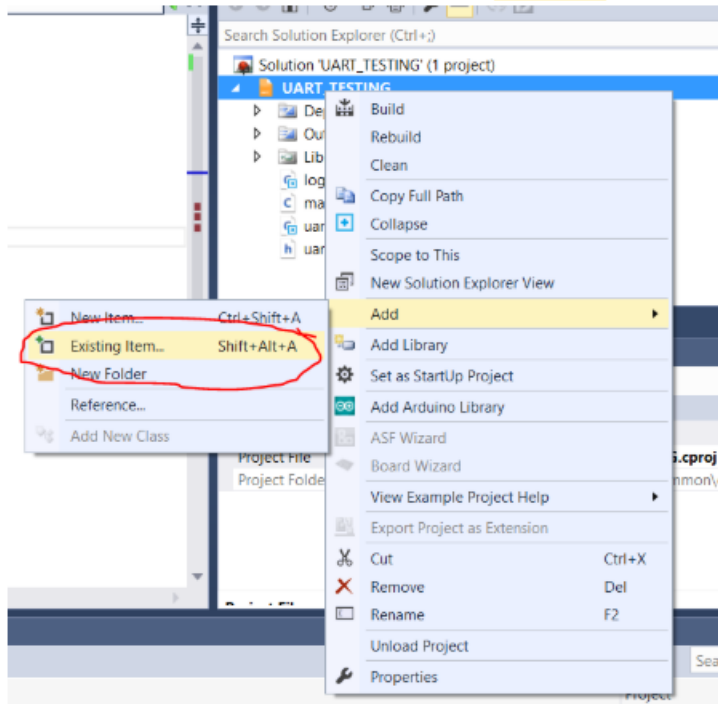 Search Solution Explorer (Ctrl+;)
Solution 'UART_TESTING' (1 project)
UART_TESTING
Build
Rebuild
Clean
Copy Full Path
Collapse
Scope to This
New Solution Explorer View
Add
Add Library
Set as StartUp Project
Add Arduino Library
ASF Wizard
Board Wizard
View Example Project Help
Export Project as Extension
Cut Ctrl+X
Remove Del
Rename F2
Unload Project
Properties
New Item... Ctrl+Shift+A
Existing Item... Shift+Alt+A
New Folder
Reference...
Add New Class
Project File